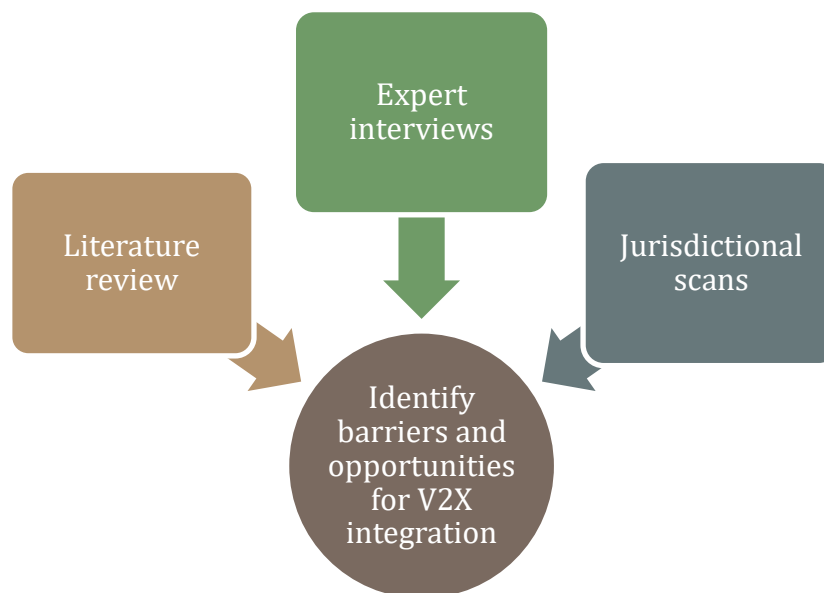 Expert
interviews
Literature
review
Jurisdictional
scans
Identify
barriers and
opportunities
for V2X
integration